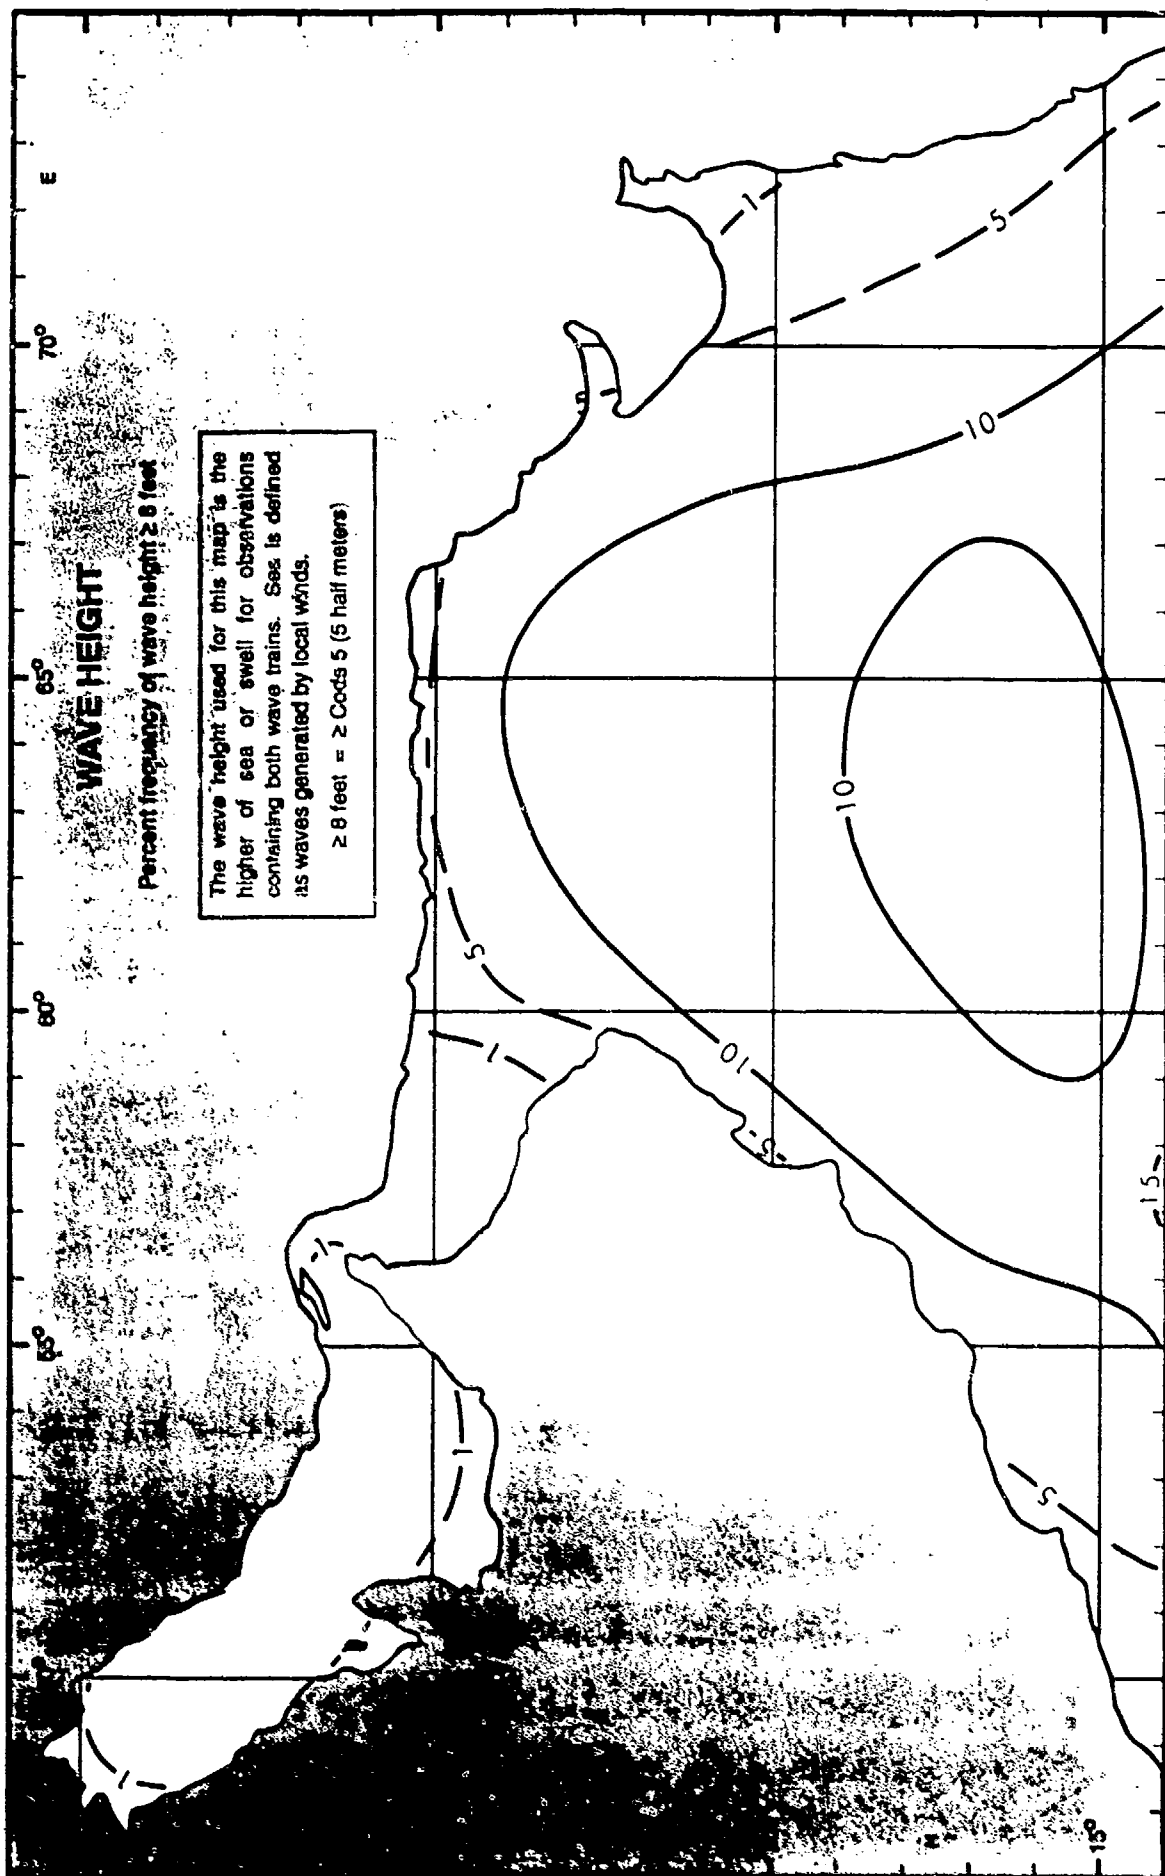 WAVE HEIGHT
Percent frequency of wave height ≥ 8 feet
The wave height used for this map is the
higher of sea or swell for observations
containing both wave trains. Sea is defined
as waves generated by local winds.
≥ 8 feet = ≥ Code 5 (5 half meters)
55°
60°
65°
70°
E
1
1
1
1
1
5
5
5
5
10
10
10
15
N
15°